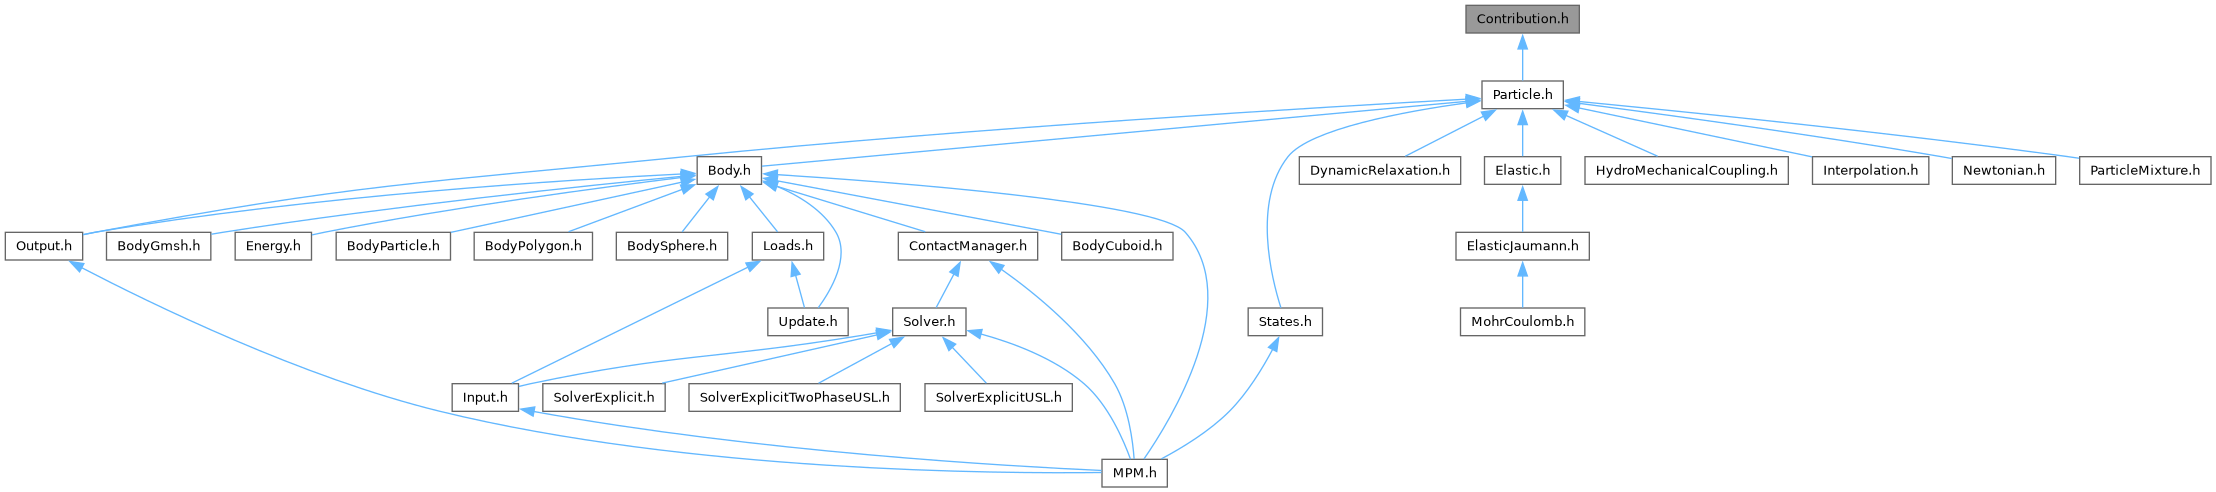 Contribution.h
Particle.h
Body.h
DynamicRelaxation.h
Elastic.h
HydroMechanicalCoupling.h
Interpolation.h
Newtonian.h
ParticleMixture.h
Output.h
BodyGmsh.h
Energy.h
BodyParticle.h
BodyPolygon.h
BodySphere.h
Loads.h
ContactManager.h
BodyCuboid.h
ElasticJaumann.h
Update.h
Solver.h
States.h
MohrCoulomb.h
Input.h
SolverExplicit.h
SolverExplicitTwoPhaseUSL.h
SolverExplicitUSL.h
MPM.h